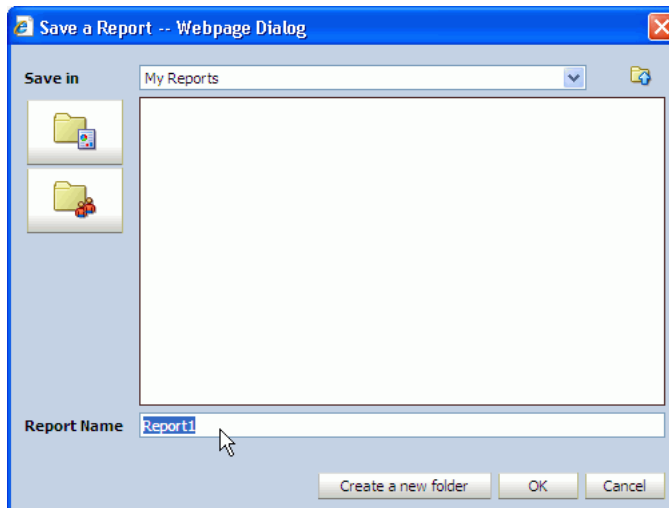 Save a Report -- Webpage Dialog
Save in My Reports
Report Name Report1
Create a new folder OK Cancel